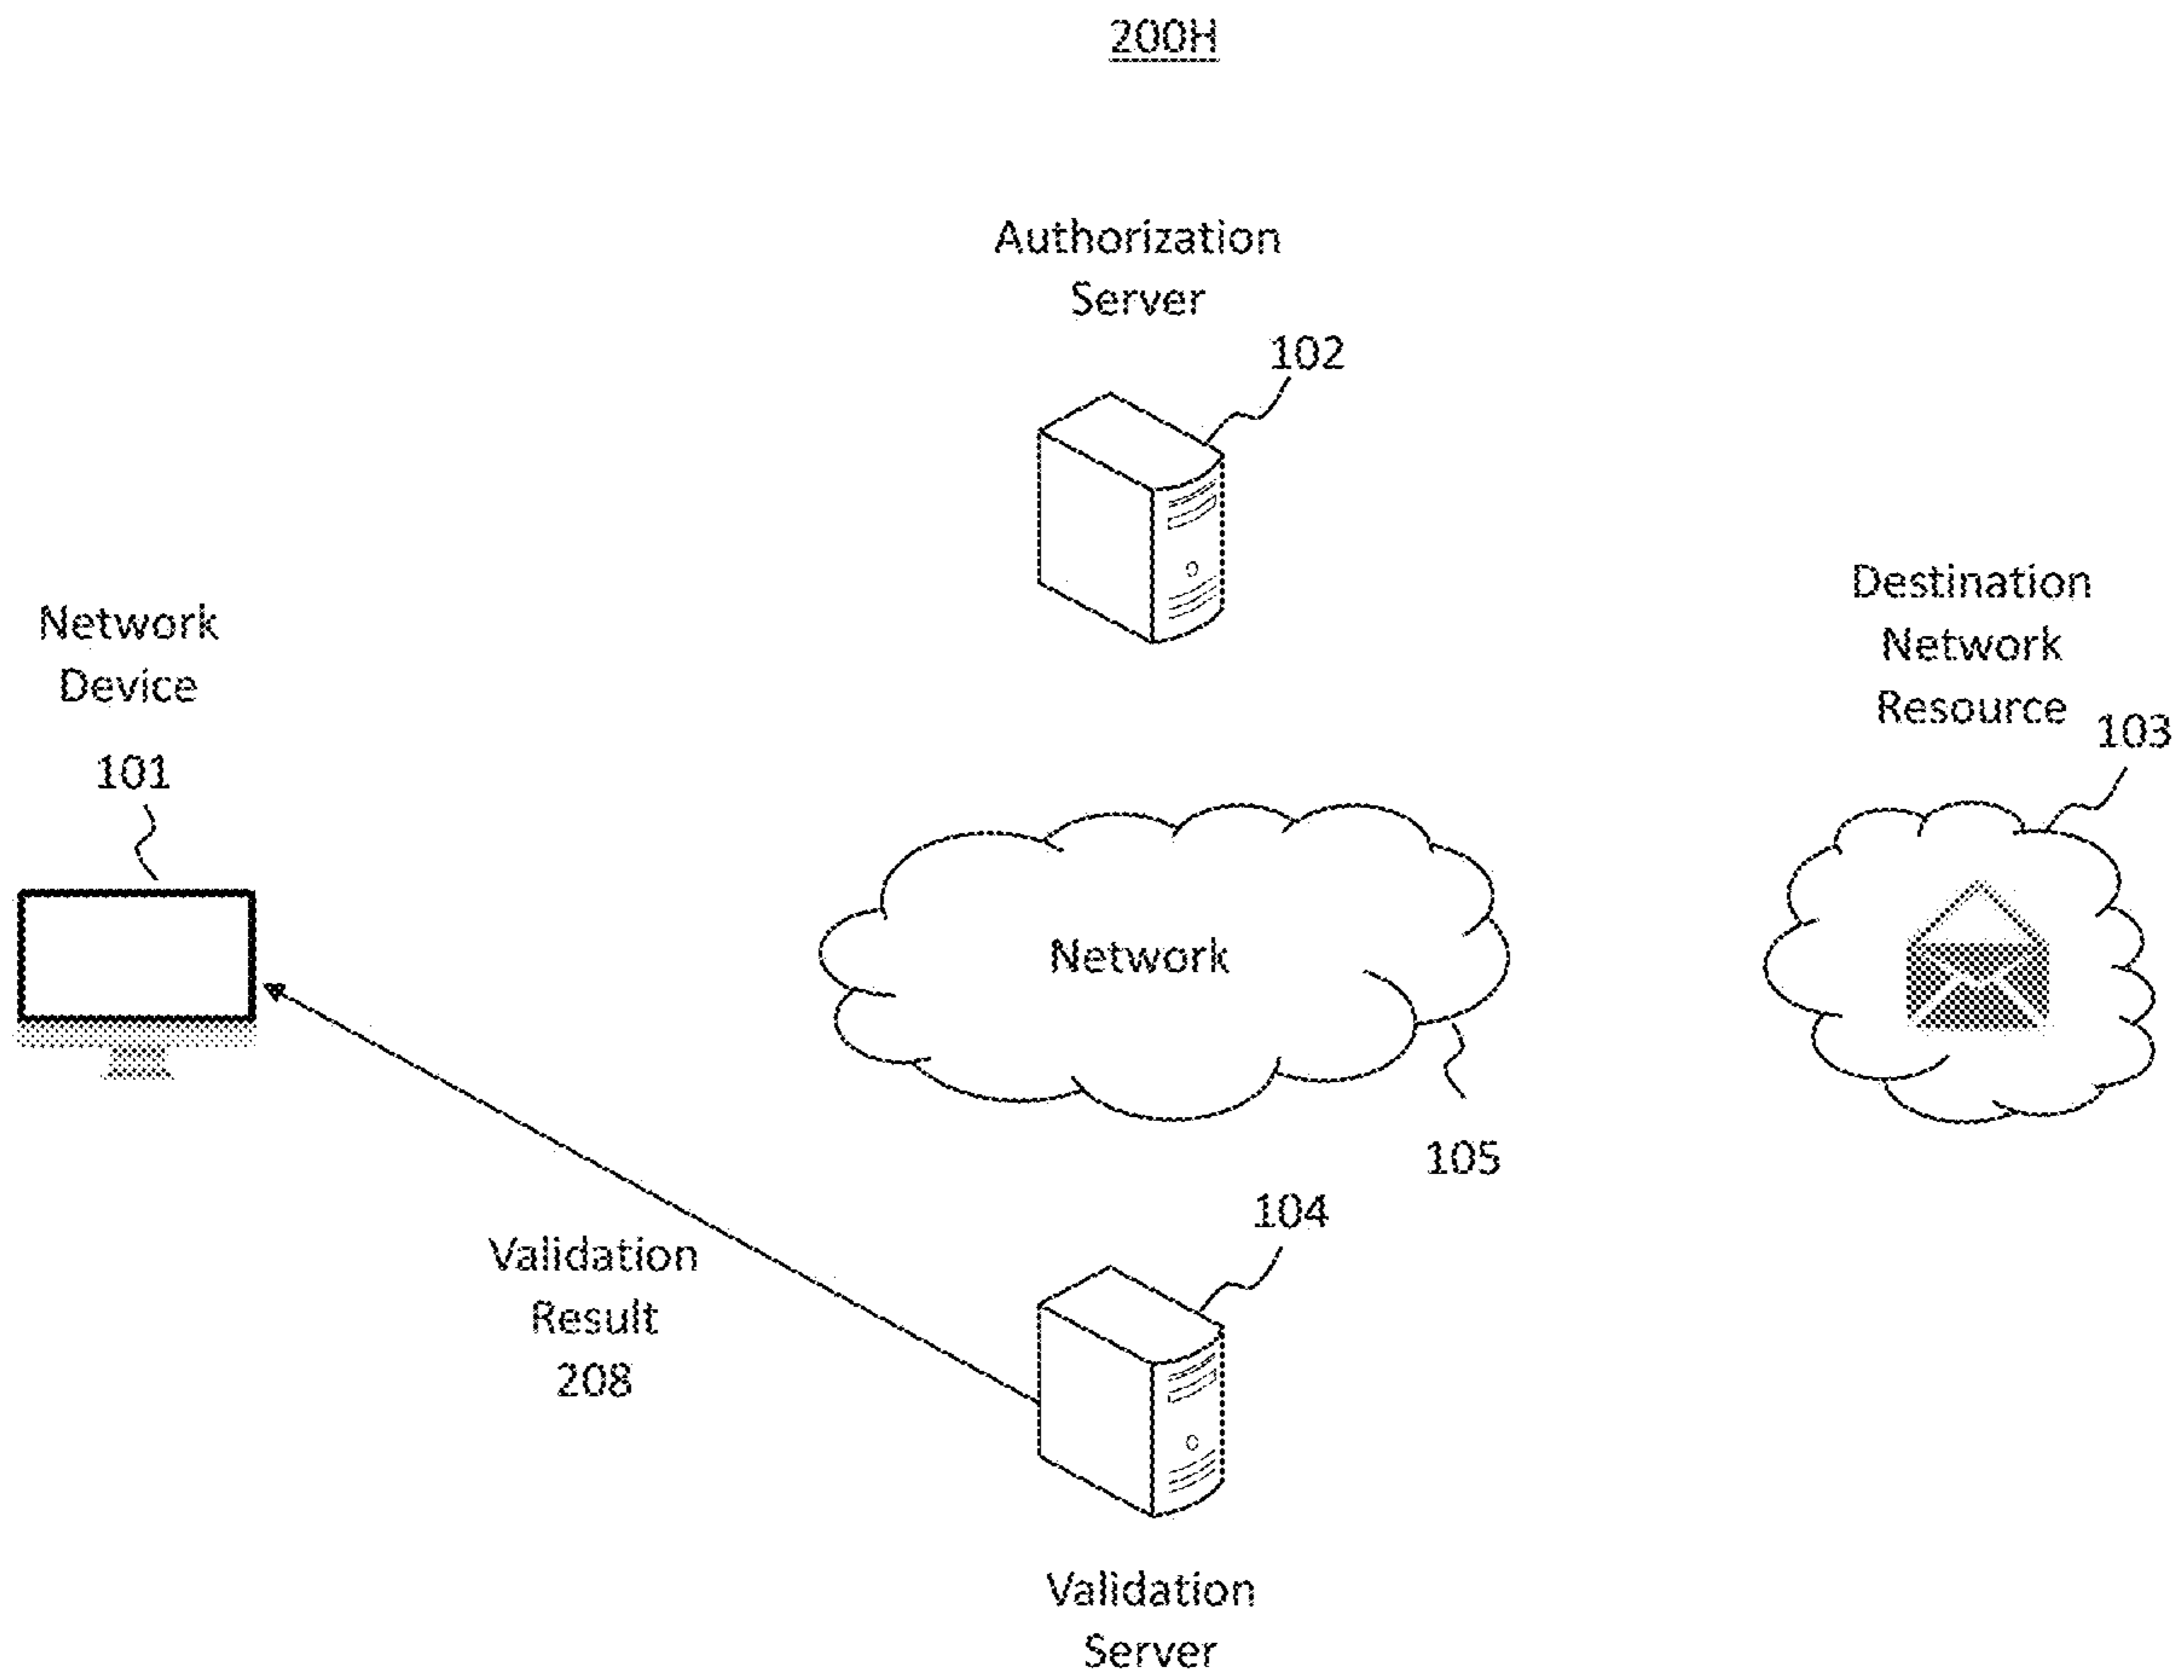 200H
Authorization
Server
102
Network
Device
101
Destination
Network
Resource
103
Network
105
104
Validation
Result
208
Validation
Server